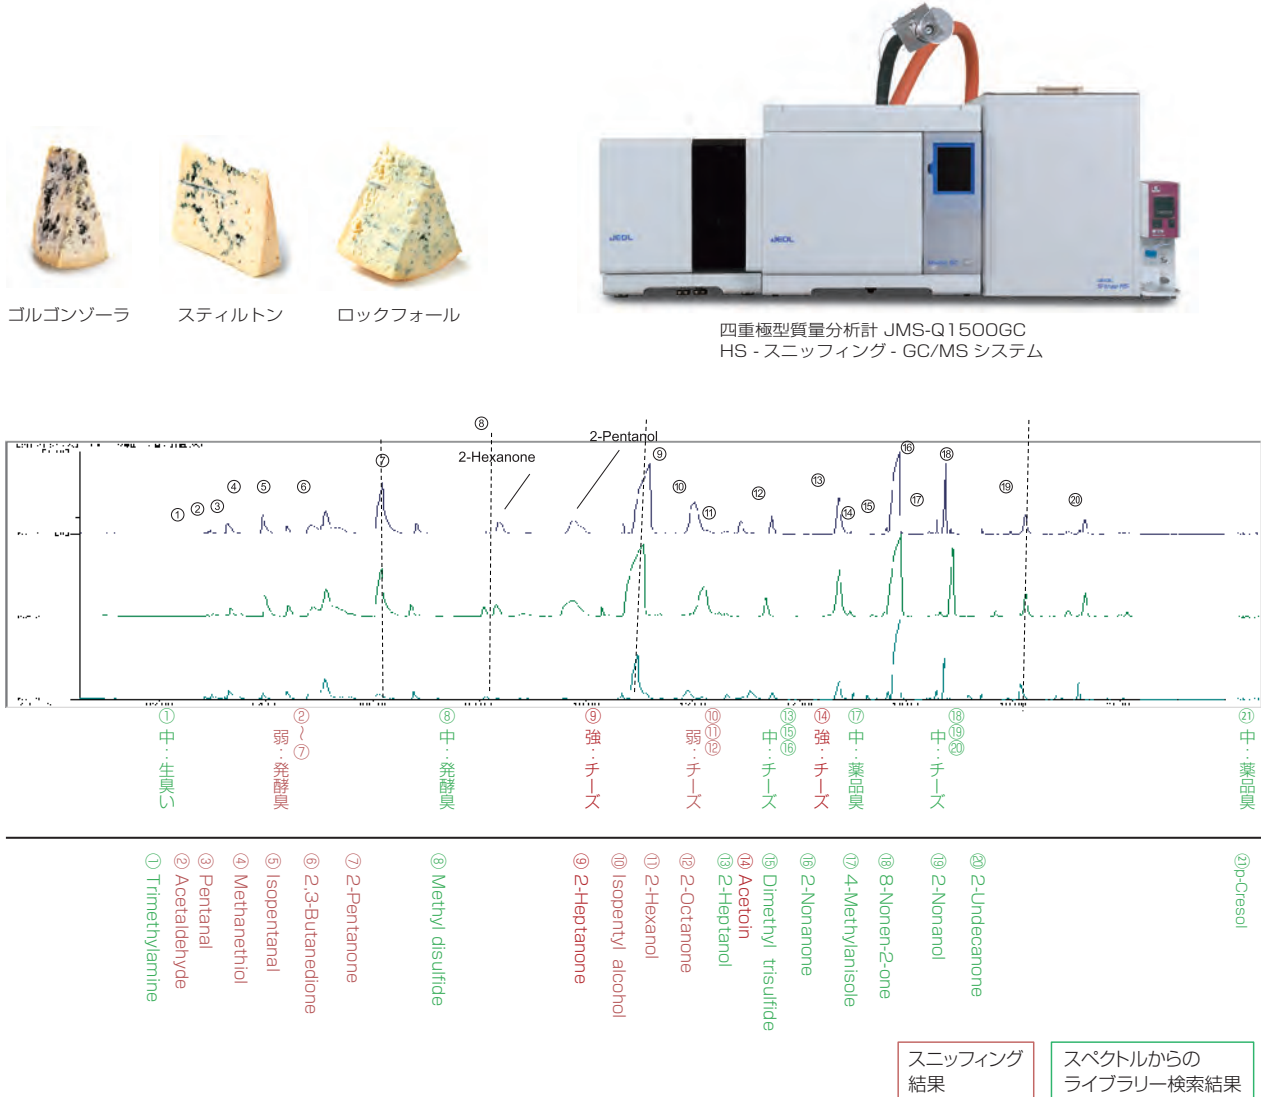 ゴルゴンゾーラ
スティルトン
ロックフォール
JEOL
JEOL
四重極型質量分析計 JMS-Q1500GC
HS - スニッフィング - GC/MS システム
⑧
2-Pentanol
2-Hexanone
①
②
③
④
⑤
⑥
⑦
⑨
⑩
⑪
⑫
⑬
⑭
⑮
⑯
⑰
⑱
⑲
⑳
① 中：生臭い
②～⑦ 弱：発酵臭
⑧ 中：発酵臭
⑨ 強：チーズ
⑩⑪⑫ 弱：チーズ
⑬⑮⑯ 中：チーズ
⑭ 強：チーズ
⑰ 中：薬品臭
⑱⑲⑳ 中：チーズ
㉑ 中：薬品臭
① Trimethylamine
② Acetaldehyde
③ Pentanal
④ Methanethiol
⑤ Isopentanal
⑥ 2,3-Butanedione
⑦ 2-Pentanone
⑧ Methyl disulfide
⑨ 2-Heptanone
⑩ Isopentyl alcohol
⑪ 2-Hexanol
⑫ 2-Octanone
⑬ 2-Heptanol
⑭ Acetoin
⑮ Dimethyl trisulfide
⑯ 2-Nonanone
⑰ 4-Methylanisole
⑱ 8-Nonen-2-one
⑲ 2-Nonanol
⑳ 2-Undecanone
㉑p-Cresol
スニッフィング
結果
スペクトルからの
ライブラリー検索結果